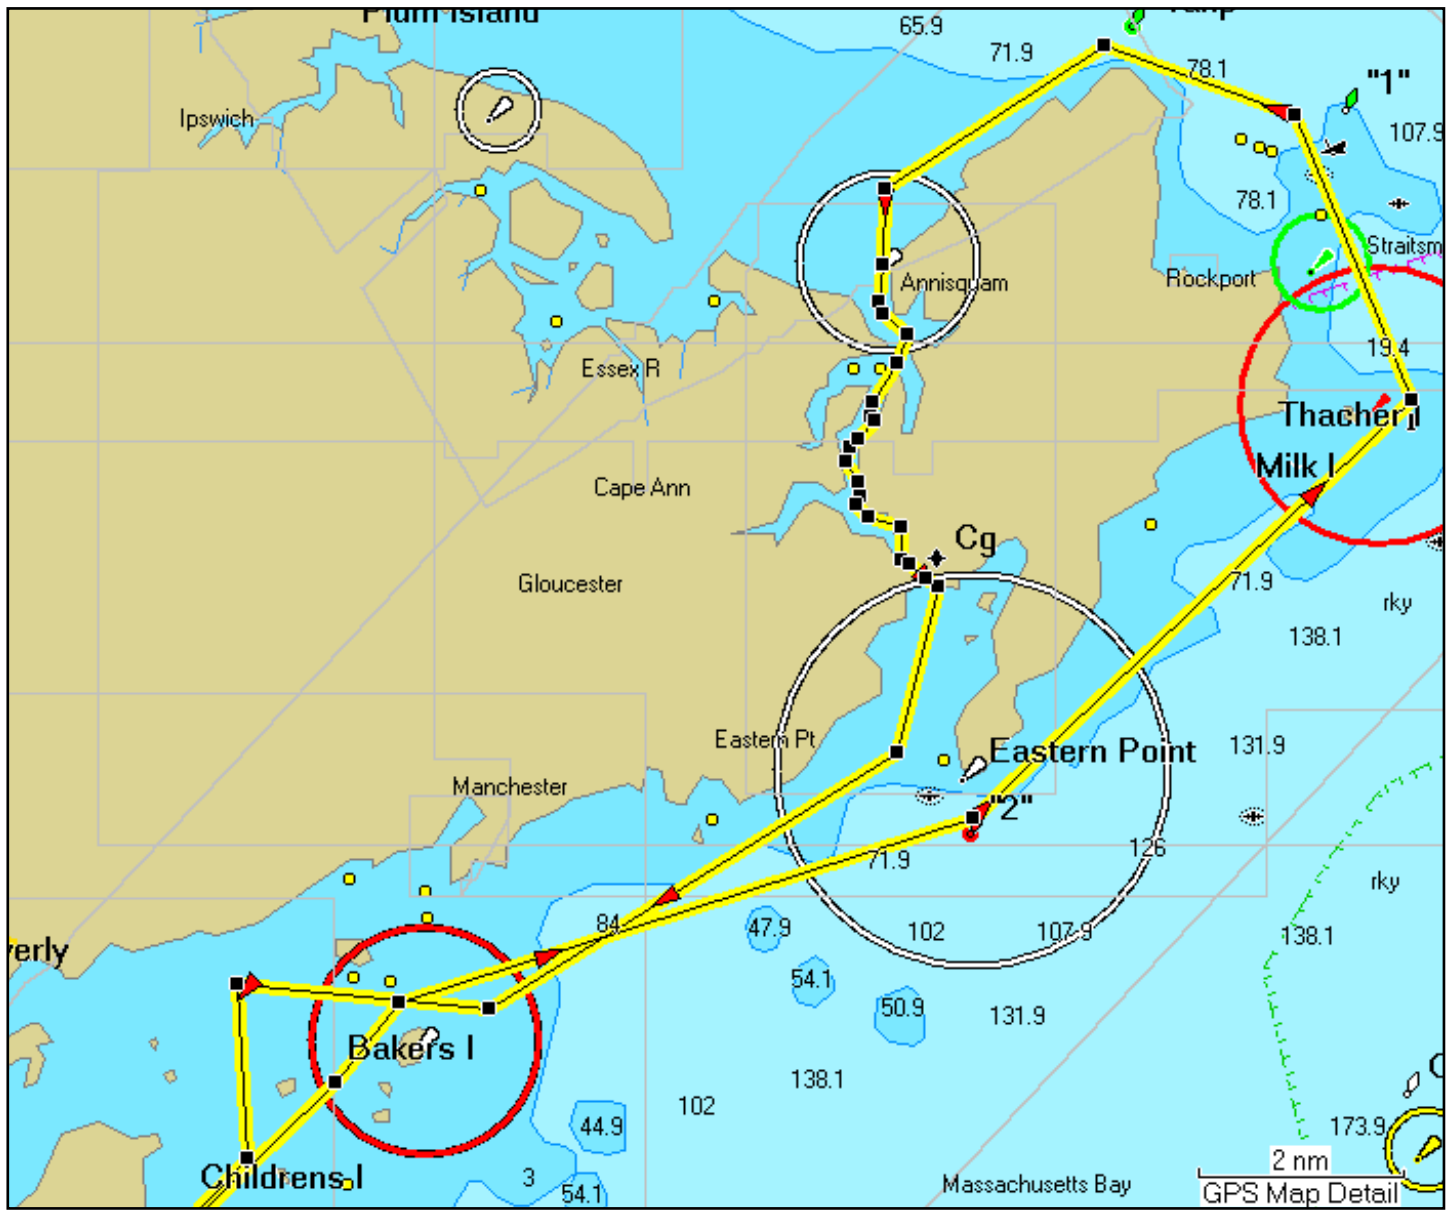 Plum Island
65.9
71.9
78.1
"1"
Ipswich
107.9
78.1
Straitsm
Annisquam
Rockport
19.4
Essex R
Thacher I
Milk I
Cape Ann
Cg
Gloucester
71.9
rky
138.1
Eastern Pt
Eastern Point
131.9
Manchester
"2"
126
71.9
rky
84
47.9
102
107.9
138.1
verly
54.1
50.9
131.9
Bakers I
138.1
102
44.9
173.9
2 nm
Childrens I
3
54.1
Massachusetts Bay
GPS Map Detail